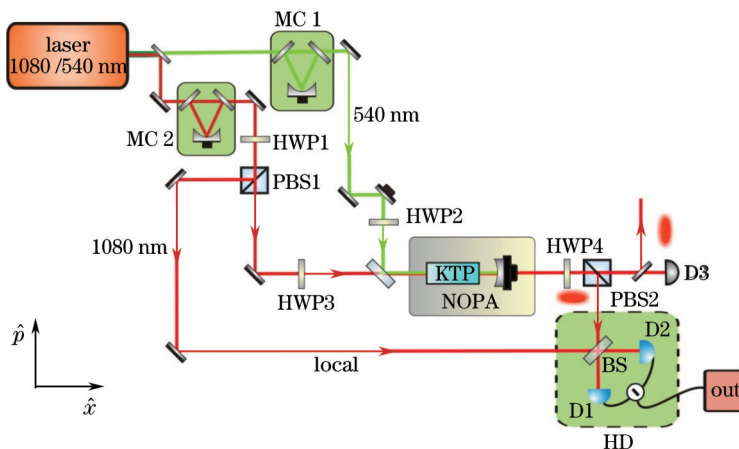 MC 1
laser
1080 /540 nm
540 nm
MC 2
HWP1
PBS1
HWP2
1080 nm
HWP4
KTP
D3
HWP3
NOPA
PBS2
p̂
D2
local
BS
x̂
D1
out
HD